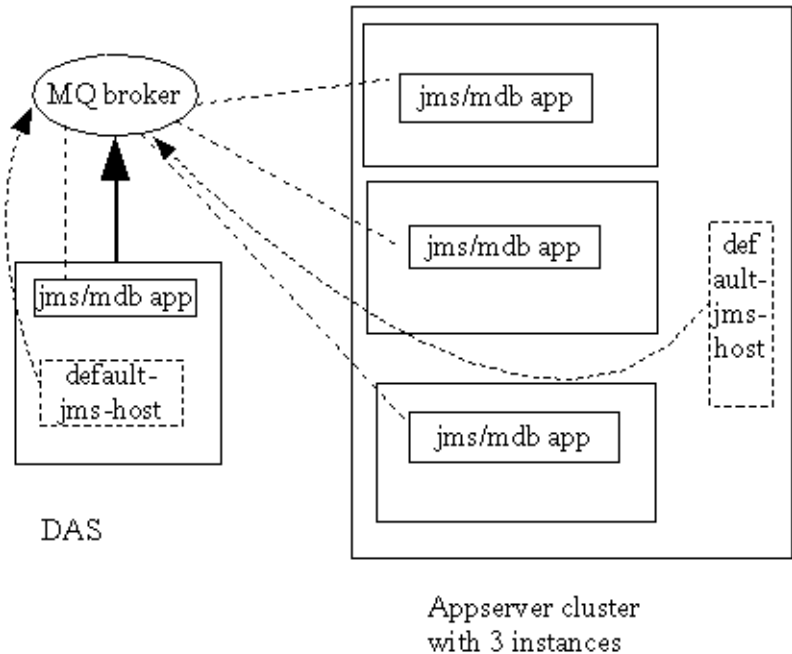 MQ broker
jms/mdb app
default-
jms-host
DAS
jms/mdb app
jms/mdb app
jms/mdb app
def
ault-
jms-
host
Appserver cluster
with 3 instances